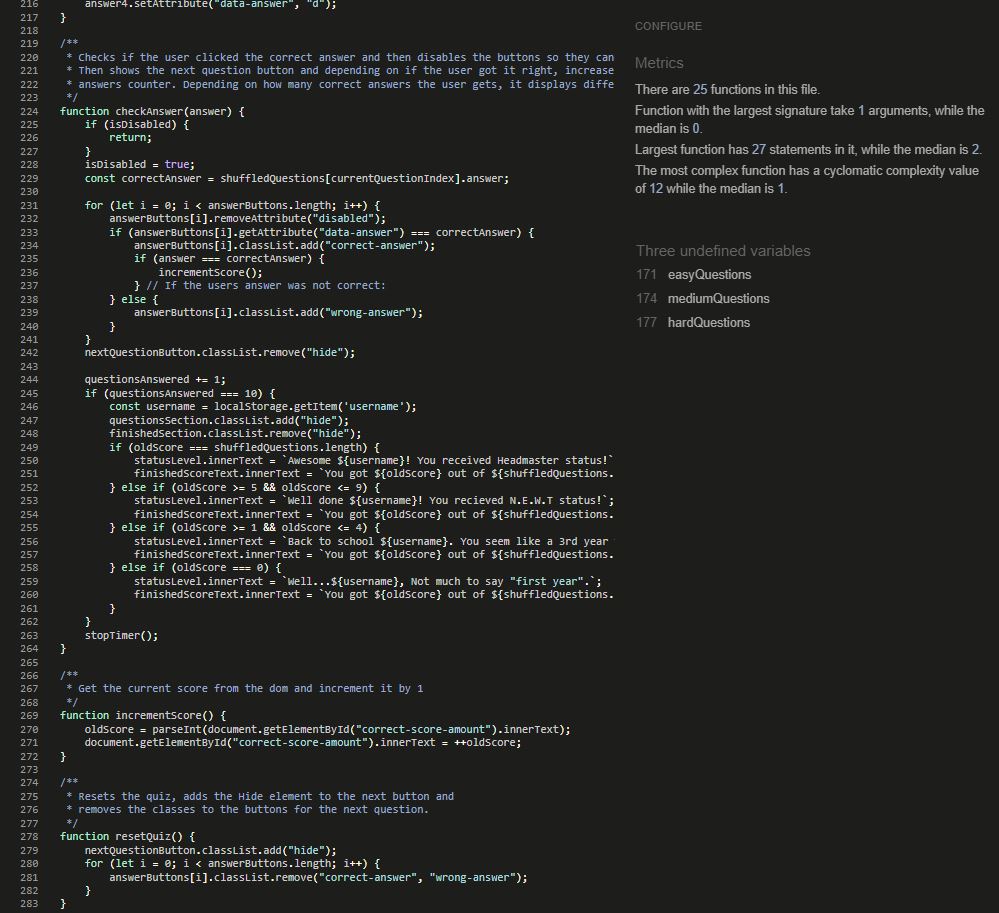 216 answer4.setAttribute("data-answer", "d");
217 }
218
219 /**
220 * Checks if the user clicked the correct answer and then disables the buttons so they can
221 * Then shows the next question button and depending on if the user got it right, increase
222 * answers counter. Depending on how many correct answers the user gets, it displays diffe
223 */
224 function checkAnswer(answer) {
225 if (isDisabled) {
226 return;
227 }
228 isDisabled = true;
229 const correctAnswer = shuffledQuestions[currentQuestionIndex].answer;
230
231 for (let i = 0; i < answerButtons.length; i++) {
232 answerButtons[i].removeAttribute("disabled");
233 if (answerButtons[i].getAttribute("data-answer") === correctAnswer) {
234 answerButtons[i].classList.add("correct-answer");
235 if (answer === correctAnswer) {
236 incrementScore();
237 } // If the users answer was not correct:
238 } else {
239 answerButtons[i].classList.add("wrong-answer");
240 }
241 }
242 nextQuestionButton.classList.remove("hide");
243
244 questionsAnswered += 1;
245 if (questionsAnswered === 10) {
246 const username = localStorage.getItem('username');
247 questionsSection.classList.add("hide");
248 finishedSection.classList.remove("hide");
249 if (oldScore === shuffledQuestions.length) {
250 statusLevel.innerText = `Awesome ${username}! You received Headmaster status!`
251 finishedScoreText.innerText = `You got ${oldScore} out of ${shuffledQuestions.
252 } else if (oldScore >= 5 && oldScore <= 9) {
253 statusLevel.innerText = `Well done ${username}! You recieved N.E.W.T status!`;
254 finishedScoreText.innerText = `You got ${oldScore} out of ${shuffledQuestions.
255 } else if (oldScore >= 1 && oldScore <= 4) {
256 statusLevel.innerText = `Back to school ${username}. You seem like a 3rd year
257 finishedScoreText.innerText = `You got ${oldScore} out of ${shuffledQuestions.
258 } else if (oldScore === 0) {
259 statusLevel.innerText = `Well...${username}, Not much to say "first year".`;
260 finishedScoreText.innerText = `You got ${oldScore} out of ${shuffledQuestions.
261 }
262 }
263 stopTimer();
264 }
265
266 /**
267 * Get the current score from the dom and increment it by 1
268 */
269 function incrementScore() {
270 oldScore = parseInt(document.getElementById("correct-score-amount").innerText);
271 document.getElementById("correct-score-amount").innerText = ++oldScore;
272 }
273
274 /**
275 * Resets the quiz, adds the Hide element to the next button and
276 * removes the classes to the buttons for the next question.
277 */
278 function resetQuiz() {
279 nextQuestionButton.classList.add("hide");
280 for (let i = 0; i < answerButtons.length; i++) {
281 answerButtons[i].classList.remove("correct-answer", "wrong-answer");
282 }
283 }
CONFIGURE
Metrics
There are 25 functions in this file.
Function with the largest signature take 1 arguments, while the
median is 0.
Largest function has 27 statements in it, while the median is 2.
The most complex function has a cyclomatic complexity value
of 12 while the median is 1.
Three undefined variables
171 easyQuestions
174 mediumQuestions
177 hardQuestions